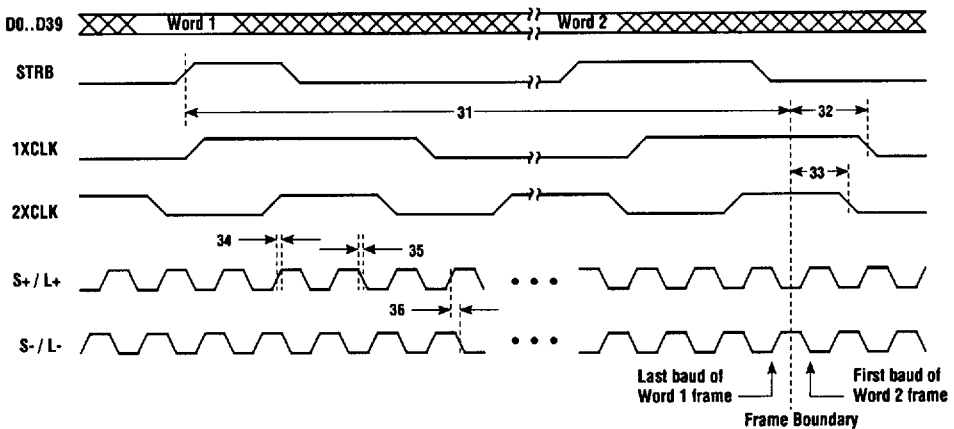 D0..D39
Word 1
Word 2
STRB
31
32
1XCLK
33
2XCLK
34
35
S+ / L+
36
S- / L-
Last baud of
Word 1 frame
First baud of
Word 2 frame
Frame Boundary